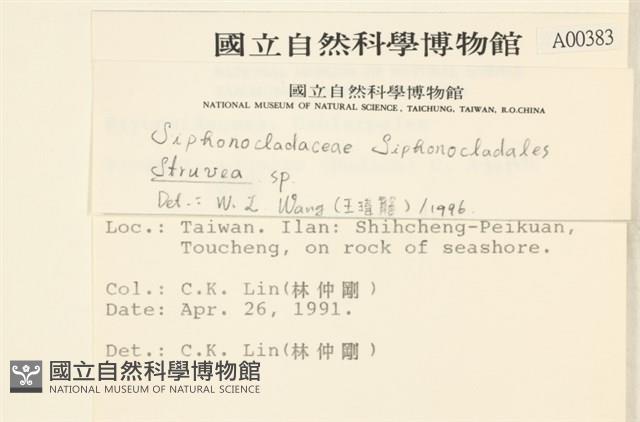 國立自然科學博物館
A00383
國立自然科學博物館
NATIONAL MUSEUM OF NATURAL SCIENCE, TAICHUNG, TAIWAN, R.O.CHINA
Siphonocladaceae Siphonocladales
Struvea sp.
Det.: W. L. Wang (王瑋龍) /1996.
Loc.: Taiwan. Ilan: Shihcheng-Peikuan,
Toucheng, on rock of seashore.
Col.: C.K. Lin(林仲剛)
Date: Apr. 26, 1991.
Det.: C.K. Lin(林仲剛)
國立自然科學博物館
NATIONAL MUSEUM OF NATURAL SCIENCE